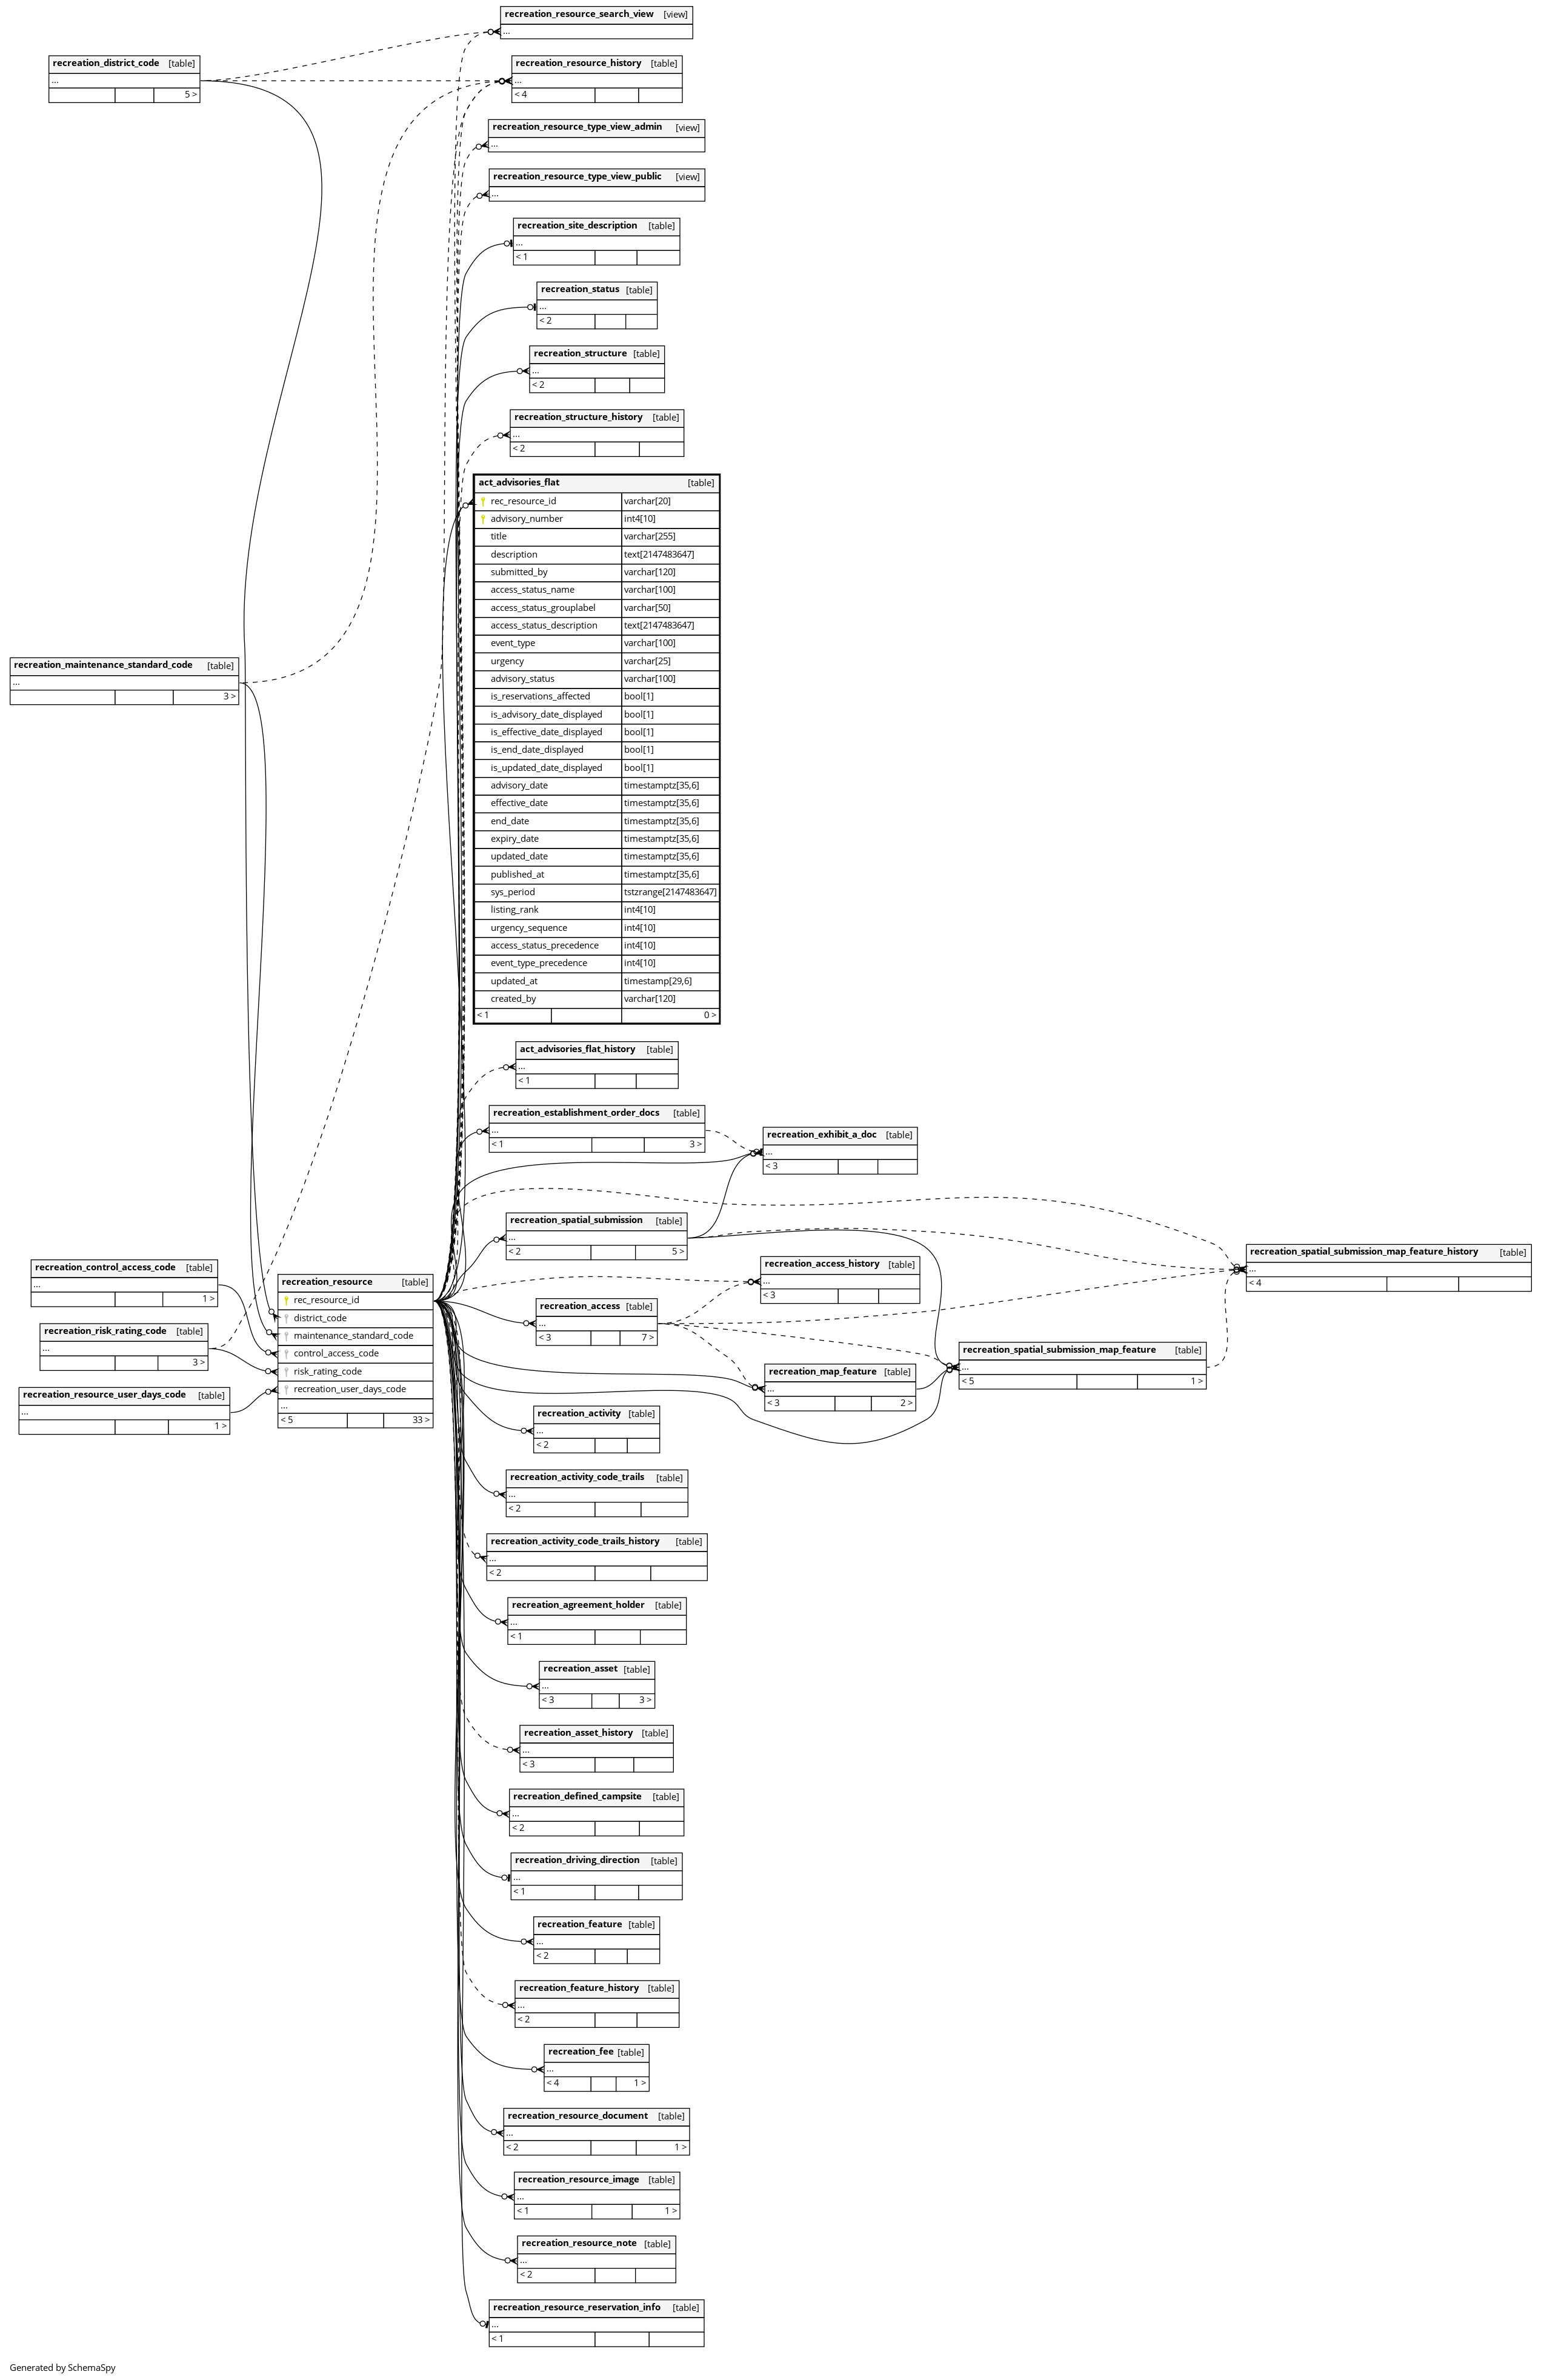 recreation_resource_search_view [view]
...
recreation_district_code [table]
...
5 >
recreation_resource_history [table]
...
< 4
recreation_resource_type_view_admin [view]
...
recreation_resource_type_view_public [view]
...
recreation_site_description [table]
...
< 1
recreation_status [table]
...
< 2
recreation_structure [table]
...
< 2
recreation_structure_history [table]
...
< 2
act_advisories_flat [table]
rec_resource_id varchar[20]
advisory_number int4[10]
title varchar[255]
description text[2147483647]
submitted_by varchar[120]
access_status_name varchar[100]
access_status_grouplabel varchar[50]
access_status_description text[2147483647]
event_type varchar[100]
urgency varchar[25]
advisory_status varchar[100]
is_reservations_affected bool[1]
is_advisory_date_displayed bool[1]
is_effective_date_displayed bool[1]
is_end_date_displayed bool[1]
is_updated_date_displayed bool[1]
advisory_date timestamptz[35,6]
effective_date timestamptz[35,6]
end_date timestamptz[35,6]
expiry_date timestamptz[35,6]
updated_date timestamptz[35,6]
published_at timestamptz[35,6]
sys_period tstzrange[2147483647]
listing_rank int4[10]
urgency_sequence int4[10]
access_status_precedence int4[10]
event_type_precedence int4[10]
updated_at timestamp[29,6]
created_by varchar[120]
< 1 0 >
recreation_maintenance_standard_code [table]
...
3 >
act_advisories_flat_history [table]
...
< 1
recreation_establishment_order_docs [table]
...
< 1 3 >
recreation_exhibit_a_doc [table]
...
< 3
recreation_spatial_submission [table]
...
< 2 5 >
recreation_spatial_submission_map_feature_history [table]
...
< 4
recreation_access_history [table]
...
< 3
recreation_control_access_code [table]
...
1 >
recreation_resource [table]
rec_resource_id
district_code
maintenance_standard_code
control_access_code
risk_rating_code
recreation_user_days_code
...
< 5 33 >
recreation_access [table]
...
< 3 7 >
recreation_risk_rating_code [table]
...
3 >
recreation_spatial_submission_map_feature [table]
...
< 5 1 >
recreation_map_feature [table]
...
< 3 2 >
recreation_resource_user_days_code [table]
...
1 >
recreation_activity [table]
...
< 2
recreation_activity_code_trails [table]
...
< 2
recreation_activity_code_trails_history [table]
...
< 2
recreation_agreement_holder [table]
...
< 1
recreation_asset [table]
...
< 3 3 >
recreation_asset_history [table]
...
< 3
recreation_defined_campsite [table]
...
< 2
recreation_driving_direction [table]
...
< 1
recreation_feature [table]
...
< 2
recreation_feature_history [table]
...
< 2
recreation_fee [table]
...
< 4 1 >
recreation_resource_document [table]
...
< 2 1 >
recreation_resource_image [table]
...
< 1 1 >
recreation_resource_note [table]
...
< 2
recreation_resource_reservation_info [table]
...
< 1
Generated by SchemaSpy